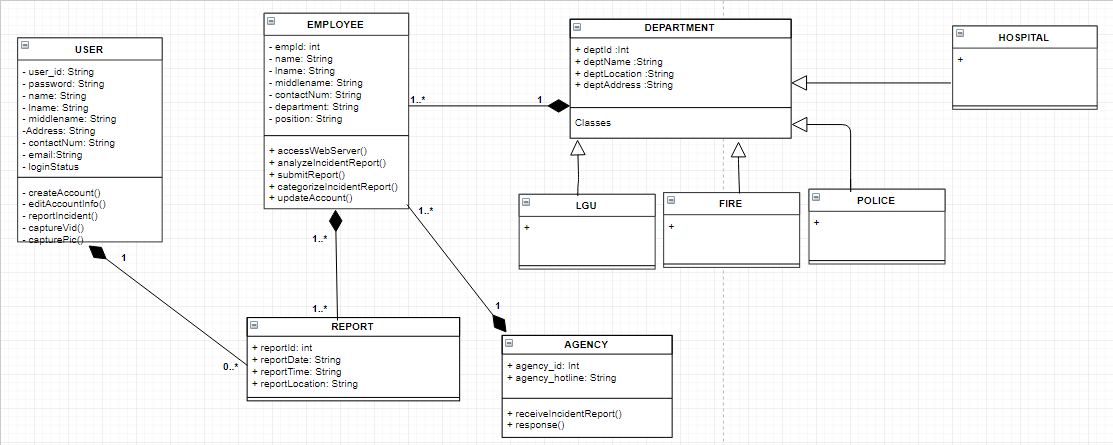 USER
- user_id: String
- password: String
- name: String
- lname: String
- middlename: String
-Address: String
- contactNum: String
- email:String
- loginStatus
- createAccount()
- editAccountInfo()
- reportIncident()
- captureVid()
- capturePic()
EMPLOYEE
- empId: int
- name: String
- lname: String
- middlename: String
- contactNum: String
- department: String
- position: String
+ accessWebServer()
+ analyzeIncidentReport()
+ submitReport()
+ categorizeIncidentReport()
+ updateAccount()
1..*
1
DEPARTMENT
+ deptId :Int
+ deptName :String
+ deptLocation :String
+ deptAddress :String
Classes
HOSPITAL
+
LGU
+
FIRE
+
POLICE
+
1..*
1..*
1
1..*
1
0..*
REPORT
+ reportId: int
+ reportDate: String
+ reportTime: String
+ reportLocation: String
AGENCY
+ agency_id: Int
+ agency_hotline: String
+ receiveIncidentReport()
+ response()